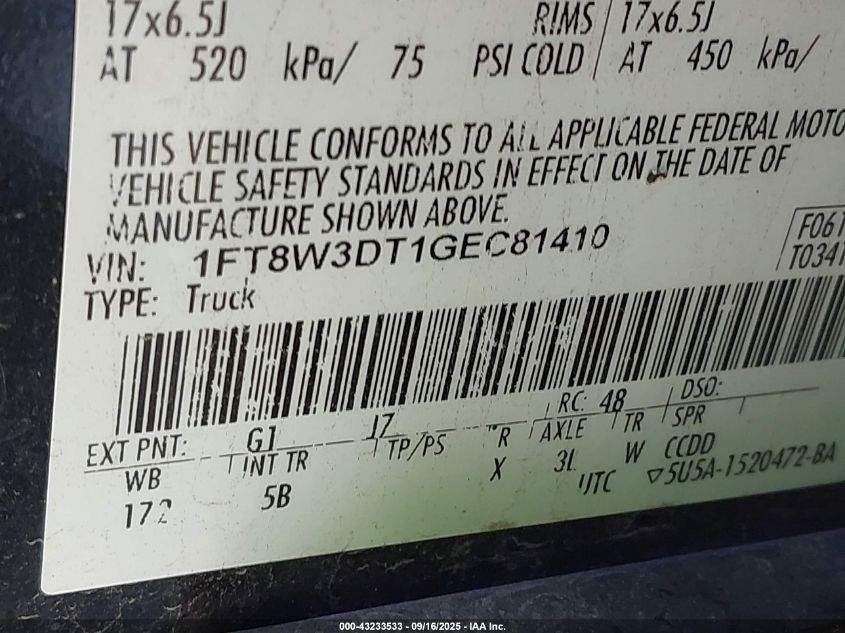 17x6.5J RIMS 17x6.5J
AT 520 kPa/ 75 PSI COLD AT 450 kPa/
THIS VEHICLE CONFORMS TO ALL APPLICABLE FEDERAL MOTO
VEHICLE SAFETY STANDARDS IN EFFECT ON THE DATE OF
MANUFACTURE SHOWN ABOVE.
VIN: 1FT8W3DT1GEC81410
F061
TYPE: Truck
T034
EXT PNT: G1 J7 RC: 48 DSO:
WB INT TR TP/PS R AXLE TR SPR
172 5B X 3L W CCDD
UTC ▽5U5A-1520472-BA
000-43233533 - 09/16/2025 - IAA Inc.